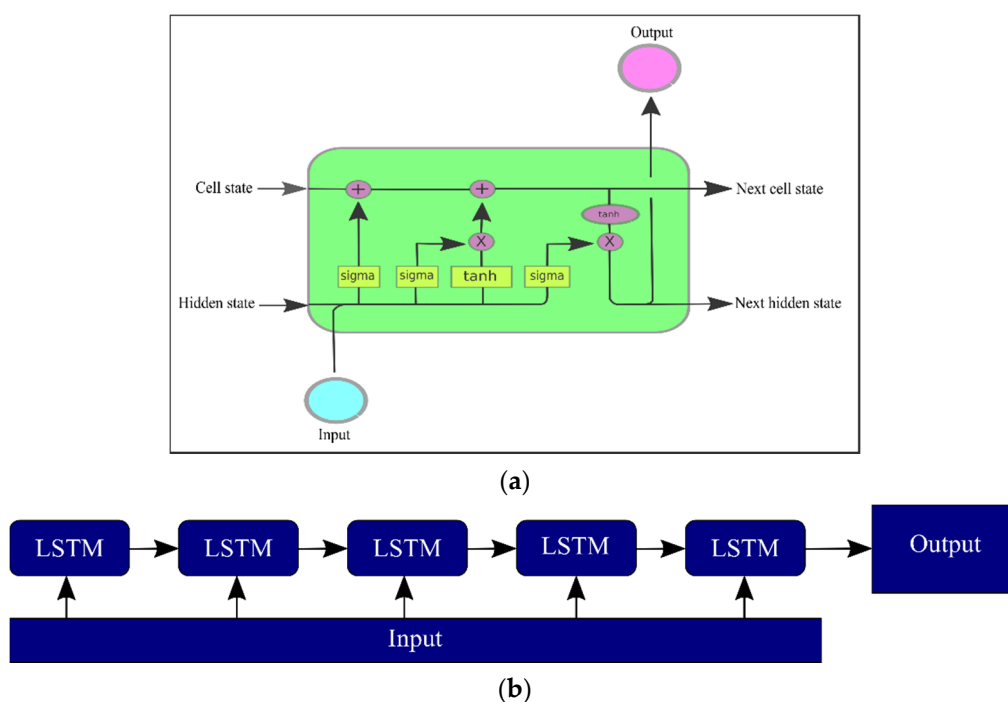 Output
Cell state
+
+
Next cell state
tanh
X
X
sigma
sigma
tanh
sigma
Hidden state
Next hidden state
Input
(a)
LSTM
LSTM
LSTM
LSTM
LSTM
Output
Input
(b)